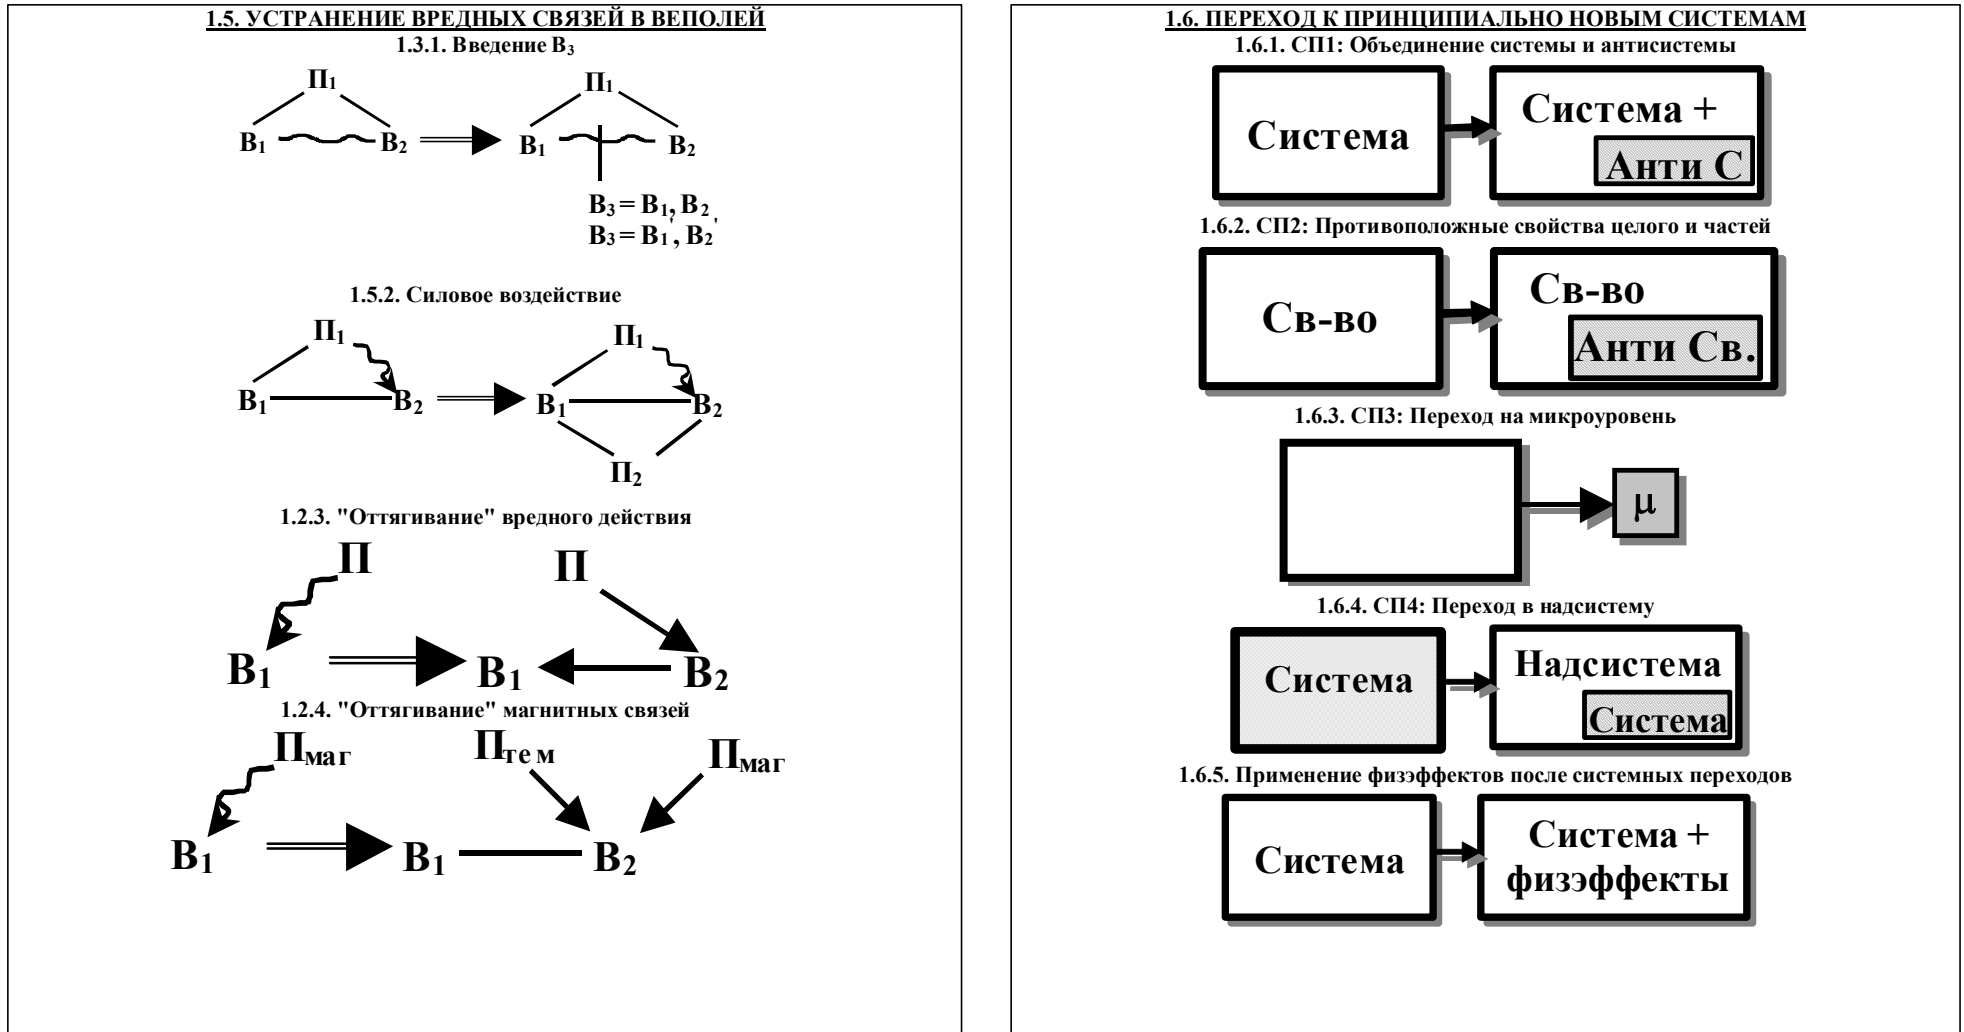 1.5. УСТРАНЕНИЕ ВРЕДНЫХ СВЯЗЕЙ В ВЕПОЛЕЙ
1.3.1. Введение В₃
П₁
В₁
В₂
П₁
В₁
В₂
В₃ = В₁, В₂
В₃ = В₁', В₂'
1.5.2. Силовое воздействие
П₁
В₁
В₂
П₁
В₁
В₂
П₂
1.2.3. "Оттягивание" вредного действия
П
П
В₁
В₁
В₂
1.2.4. "Оттягивание" магнитных связей
Пмаг
Птем
Пмаг
В₁
В₁
В₂
1.6. ПЕРЕХОД К ПРИНЦИПИАЛЬНО НОВЫМ СИСТЕМАМ
1.6.1. СП1: Объединение системы и антисистемы
Система
Система +
Анти С
1.6.2. СП2: Противоположные свойства целого и частей
Св-во
Св-во
Анти Св.
1.6.3. СП3: Переход на микроуровень
μ
1.6.4. СП4: Переход в надсистему
Система
Надсистема
Система
1.6.5. Применение физэффектов после системных переходов
Система
Система +
физэффекты